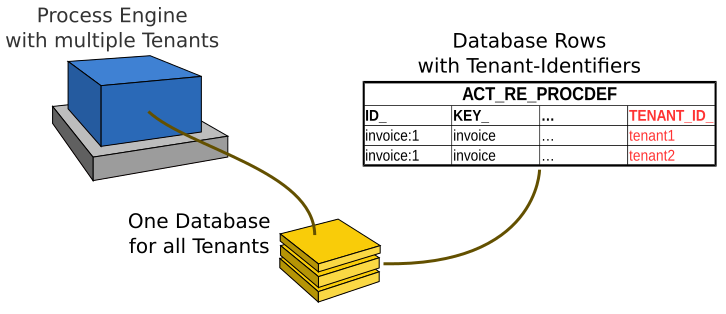 Process Engine
with multiple Tenants
Database Rows
with Tenant-Identifiers
ACT_RE_PROCDEF
ID_ KEY_ ... TENANT_ID_
invoice:1 invoice ... tenant1
invoice:1 invoice ... tenant2
One Database
for all Tenants